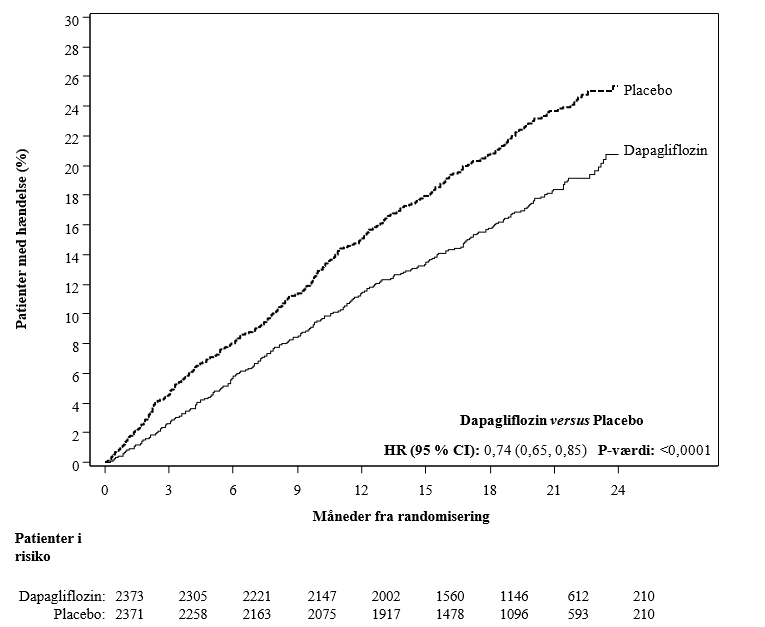 30
28
26
24
22
20
18
16
14
12
10
8
6
4
2
0
Patienter med hændelse (%)
Placebo
Dapagliflozin
Dapagliflozin versus Placebo
HR (95 % CI): 0,74 (0,65, 0,85) P-værdi: <0,0001
0 3 6 9 12 15 18 21 24
Måneder fra randomisering
Patienter i
risiko
Dapagliflozin: 2373 2305 2221 2147 2002 1560 1146 612 210
Placebo: 2371 2258 2163 2075 1917 1478 1096 593 210